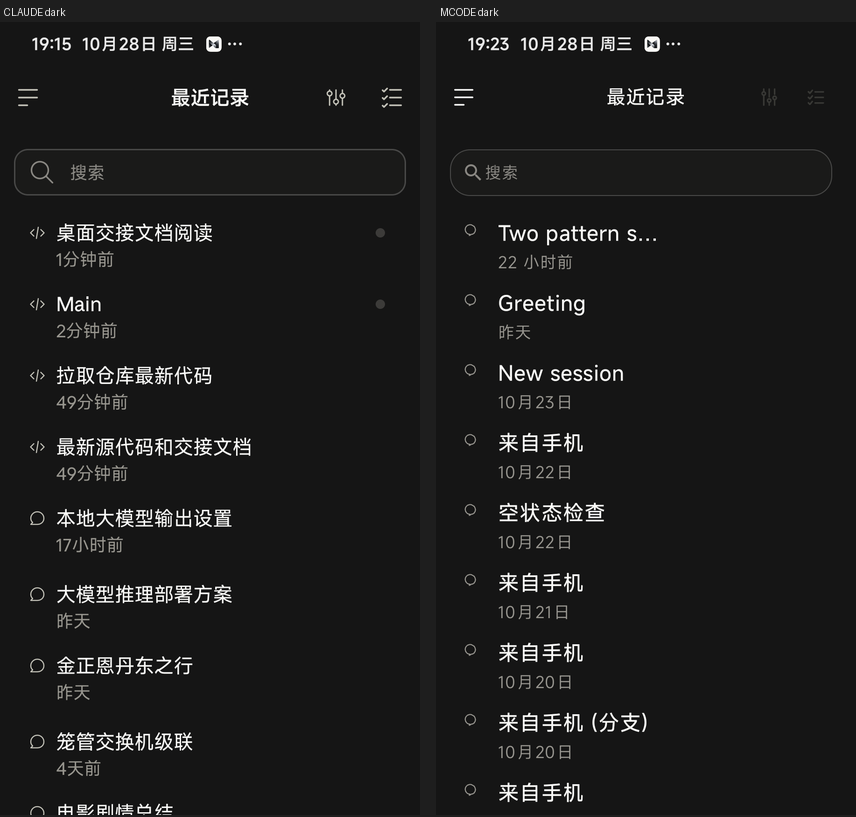 CLAUDE dark
19:15 10月28日 周三 ···
最近记录
搜索
桌面交接文档阅读
1分钟前
Main
2分钟前
拉取仓库最新代码
49分钟前
最新源代码和交接文档
49分钟前
本地大模型输出设置
17小时前
大模型推理部署方案
昨天
金正恩丹东之行
昨天
笼管交换机级联
4天前
电影剧情总结
MCODE dark
19:23 10月28日 周三 ···
最近记录
搜索
Two pattern s...
22 小时前
Greeting
昨天
New session
10月23日
来自手机
10月22日
空状态检查
10月22日
来自手机
10月21日
来自手机
10月20日
来自手机 (分支)
10月20日
来自手机